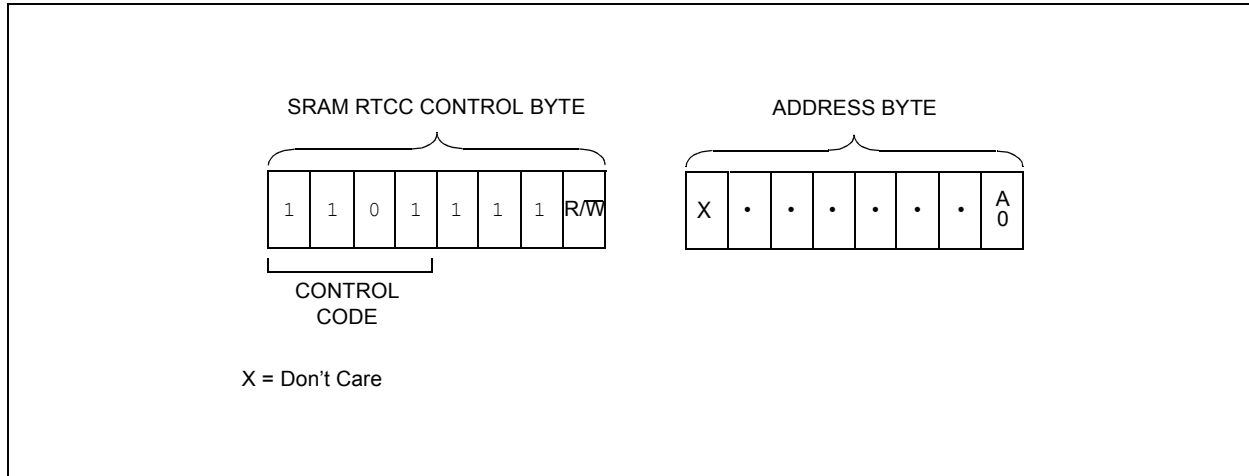 SRAM RTCC CONTROL BYTE
ADDRESS BYTE
1 1 0 1 1 1 1 R/W̅
X • • • • • • A0
CONTROL
CODE
X = Don't Care